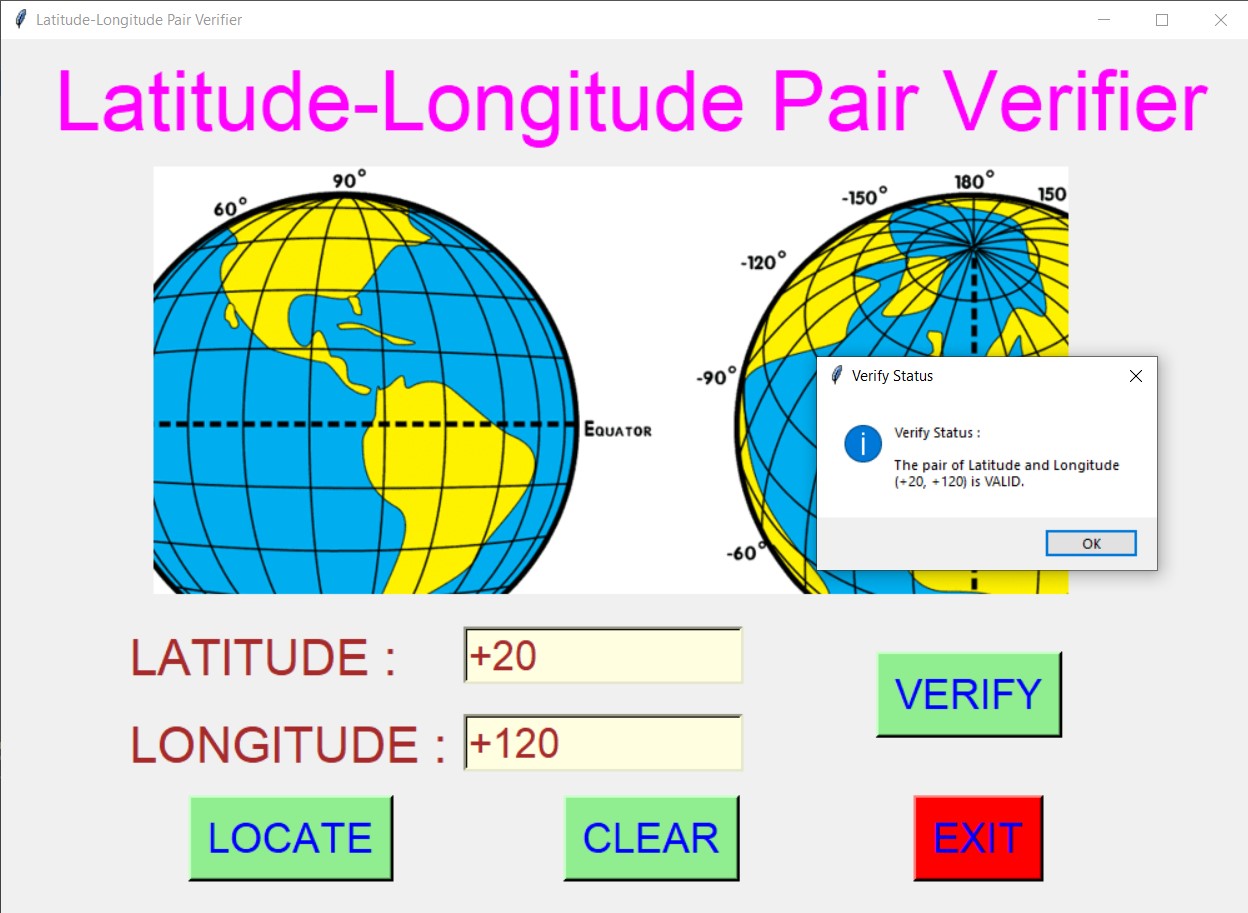 Latitude-Longitude Pair Verifier
Latitude-Longitude Pair Verifier
90°
60°
180°
-150°
150
-120°
-90°
Equator
-60°
Verify Status
Verify Status :
The pair of Latitude and Longitude
(+20, +120) is VALID.
OK
LATITUDE :
+20
VERIFY
LONGITUDE :
+120
LOCATE
CLEAR
EXIT